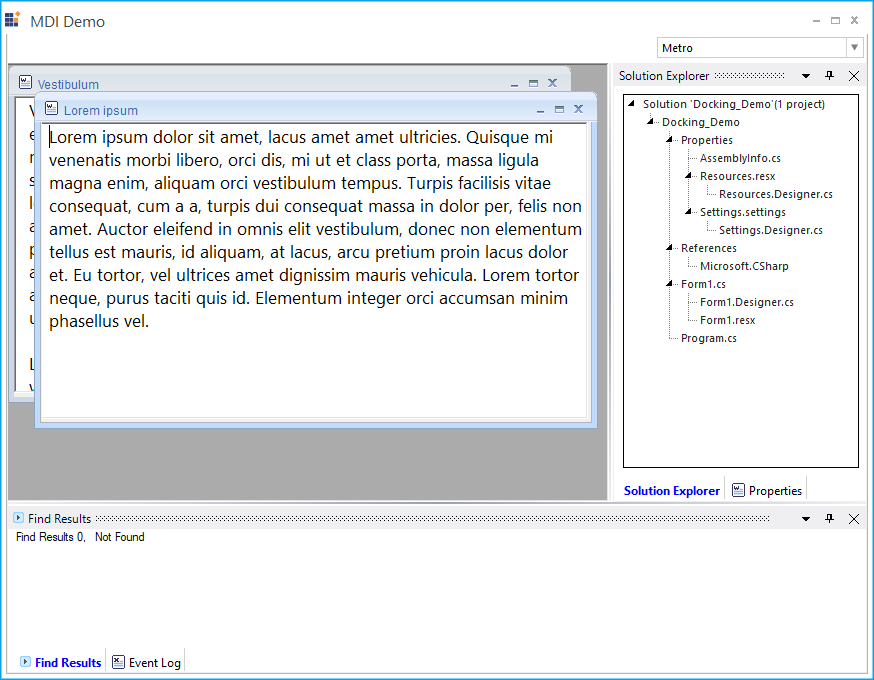 MDI Demo
Metro
Vestibulum
Lorem ipsum
Lorem ipsum dolor sit amet, lacus amet amet ultricies. Quisque mi
venenatis morbi libero, orci dis, mi ut et class porta, massa ligula
magna enim, aliquam orci vestibulum tempus. Turpis facilisis vitae
consequat, cum a a, turpis dui consequat massa in dolor per, felis non
amet. Auctor eleifend in omnis elit vestibulum, donec non elementum
tellus est mauris, id aliquam, at lacus, arcu pretium proin lacus dolor
et. Eu tortor, vel ultrices amet dignissim mauris vehicula. Lorem tortor
neque, purus taciti quis id. Elementum integer orci accumsan minim
phasellus vel.
Solution Explorer
Solution 'Docking_Demo'(1 project)
Docking_Demo
Properties
AssemblyInfo.cs
Resources.resx
Resources.Designer.cs
Settings.settings
Settings.Designer.cs
References
Microsoft.CSharp
Form1.cs
Form1.Designer.cs
Form1.resx
Program.cs
Solution Explorer Properties
Find Results
Find Results 0, Not Found
Find Results Event Log